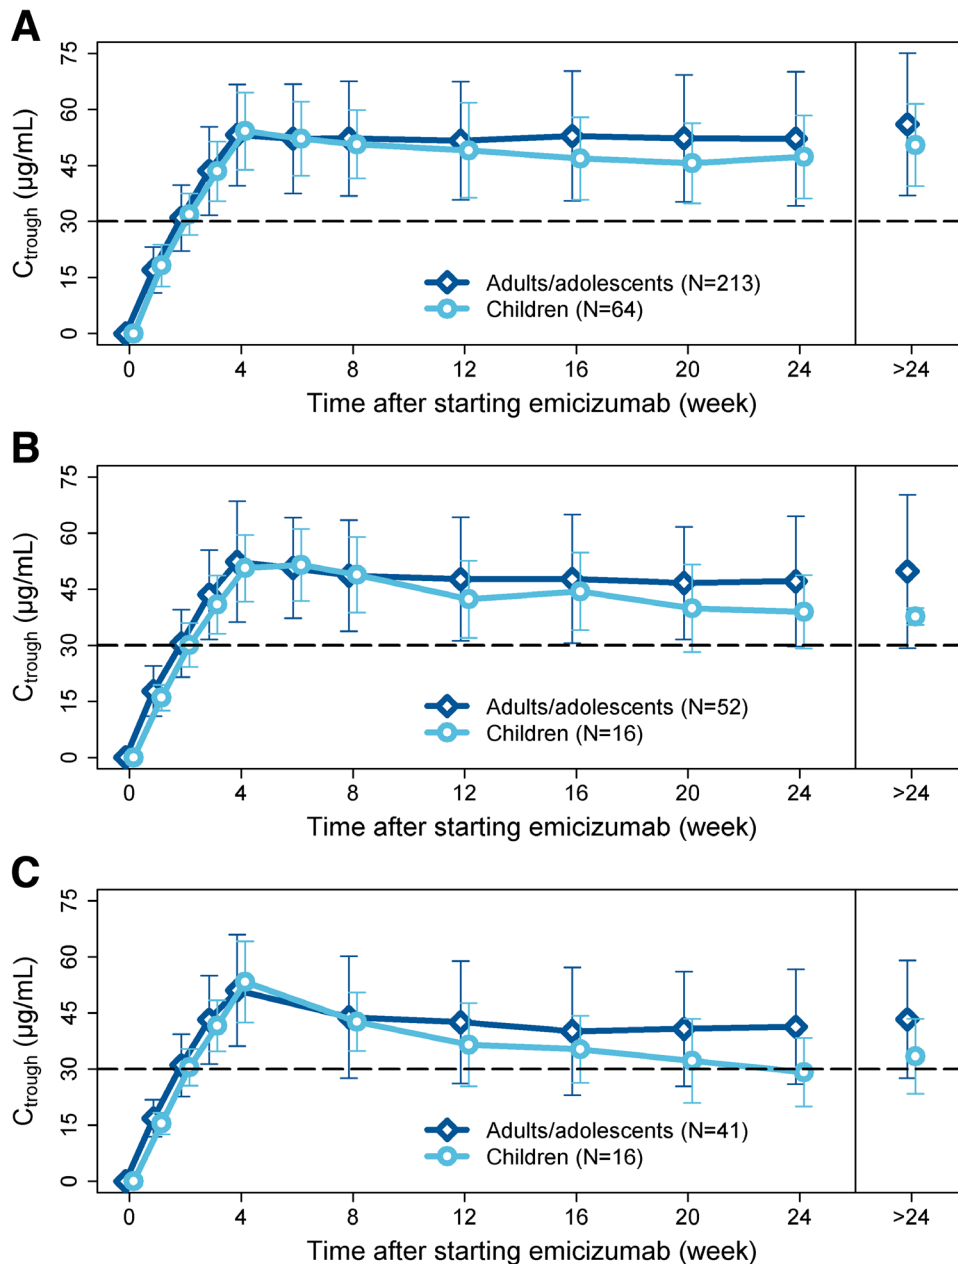 A
75
60
45
30
15
0
Ctrough (µg/mL)
Adults/adolescents (N=213)
Children (N=64)
0 4 8 12 16 20 24 >24
Time after starting emicizumab (week)
B
75
60
45
30
15
0
Ctrough (µg/mL)
Adults/adolescents (N=52)
Children (N=16)
0 4 8 12 16 20 24 >24
Time after starting emicizumab (week)
C
75
60
45
30
15
0
Ctrough (µg/mL)
Adults/adolescents (N=41)
Children (N=16)
0 4 8 12 16 20 24 >24
Time after starting emicizumab (week)